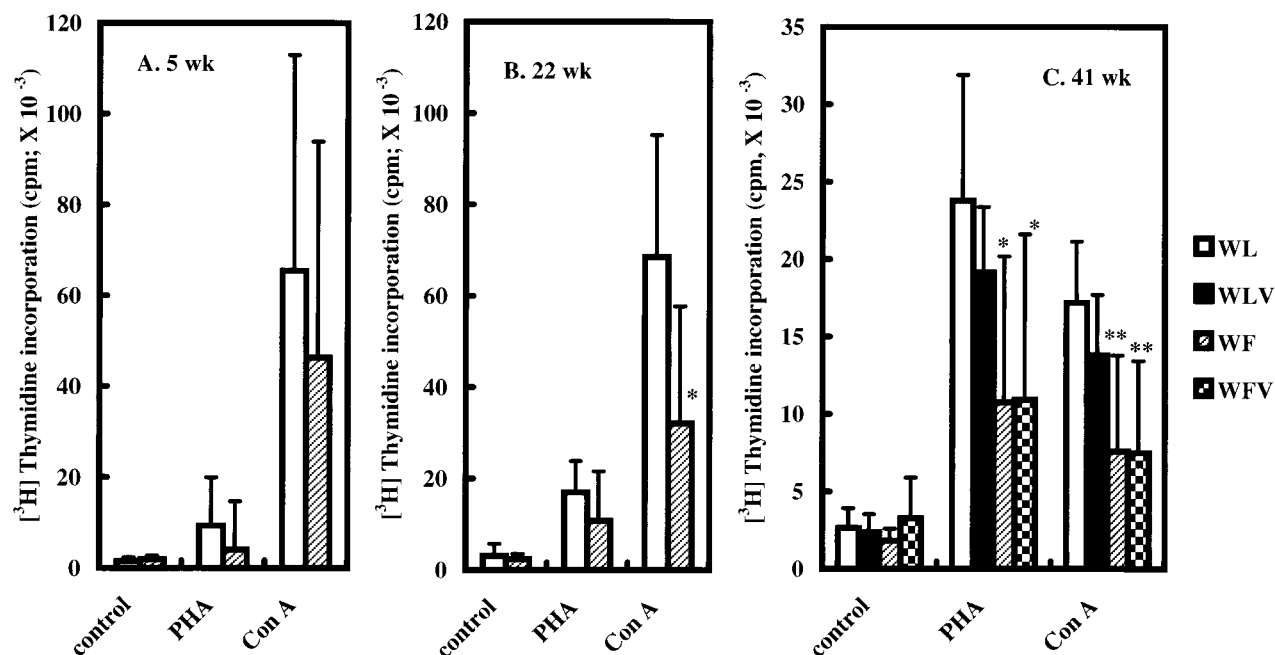 [³H] Thymidine incorporation (cpm; X 10 ⁻³)
120
100
80
60
40
20
0
A. 5 wk
control
PHA
Con A
[³H] Thymidine incorporation (cpm; X 10 ⁻³)
120
100
80
60
40
20
0
B. 22 wk
*
control
PHA
Con A
[³H] Thymidine incorporation (cpm, X 10 ⁻³)
35
30
25
20
15
10
5
0
C. 41 wk
*
*
**
**
control
PHA
Con A
WL
WLV
WF
WFV